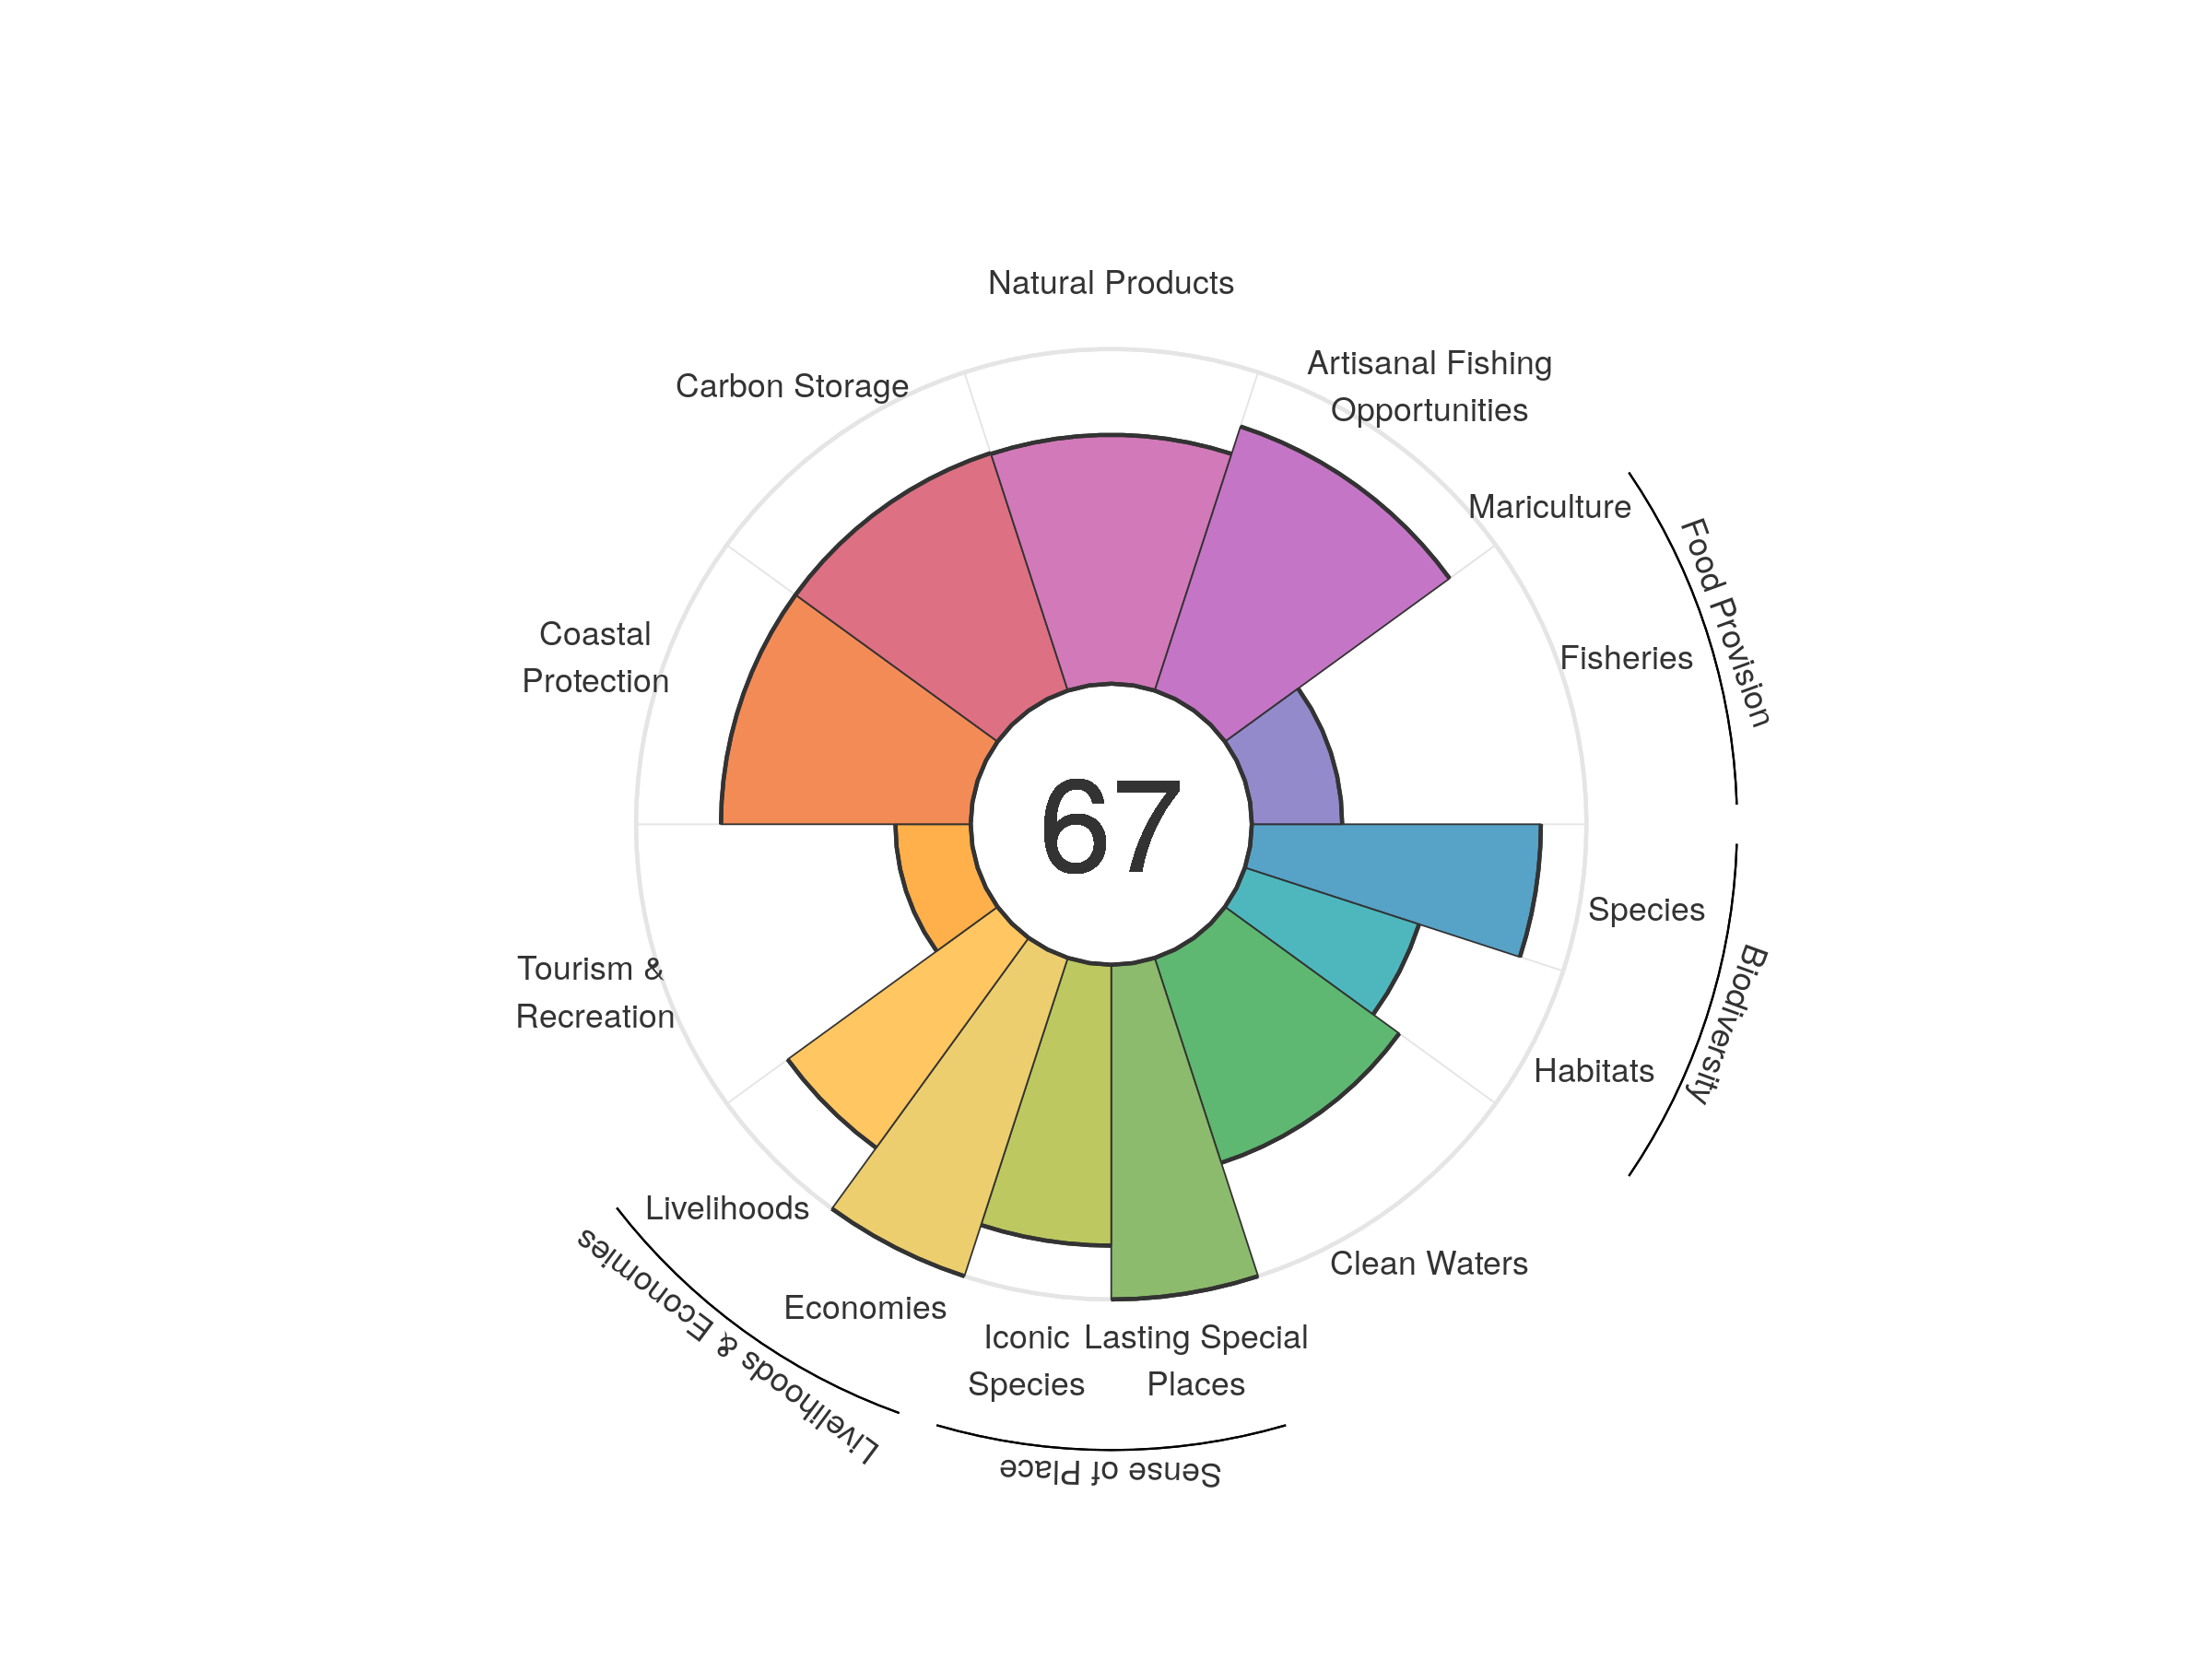 Natural Products
Artisanal Fishing
Opportunities
Carbon Storage
Mariculture
Food Provision
Coastal
Protection
Fisheries
67
Species
Biodiversity
Tourism &
Recreation
Habitats
Livelihoods
Clean Waters
Livelihoods & Economies
Economies
Iconic
Species
Lasting Special
Places
Sense of Place